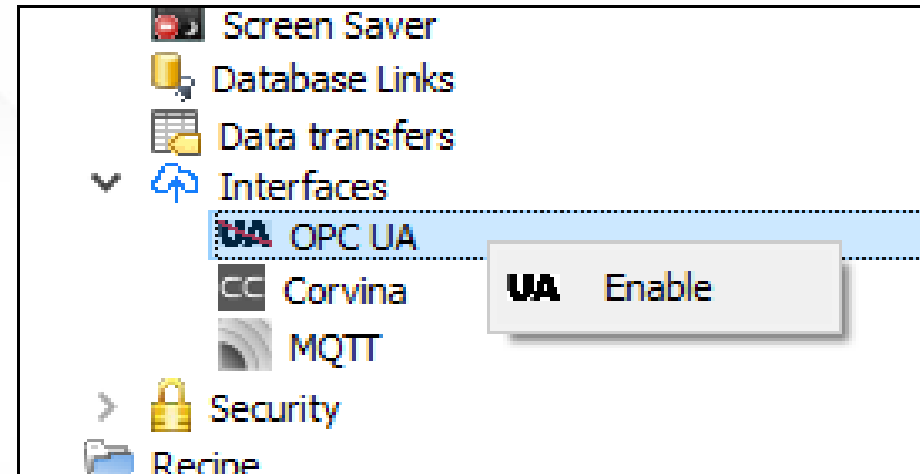 Screen Saver
Database Links
Data transfers
Interfaces
UA OPC UA
UA Enable
CC Corvina
MQTT
Security
Recipe